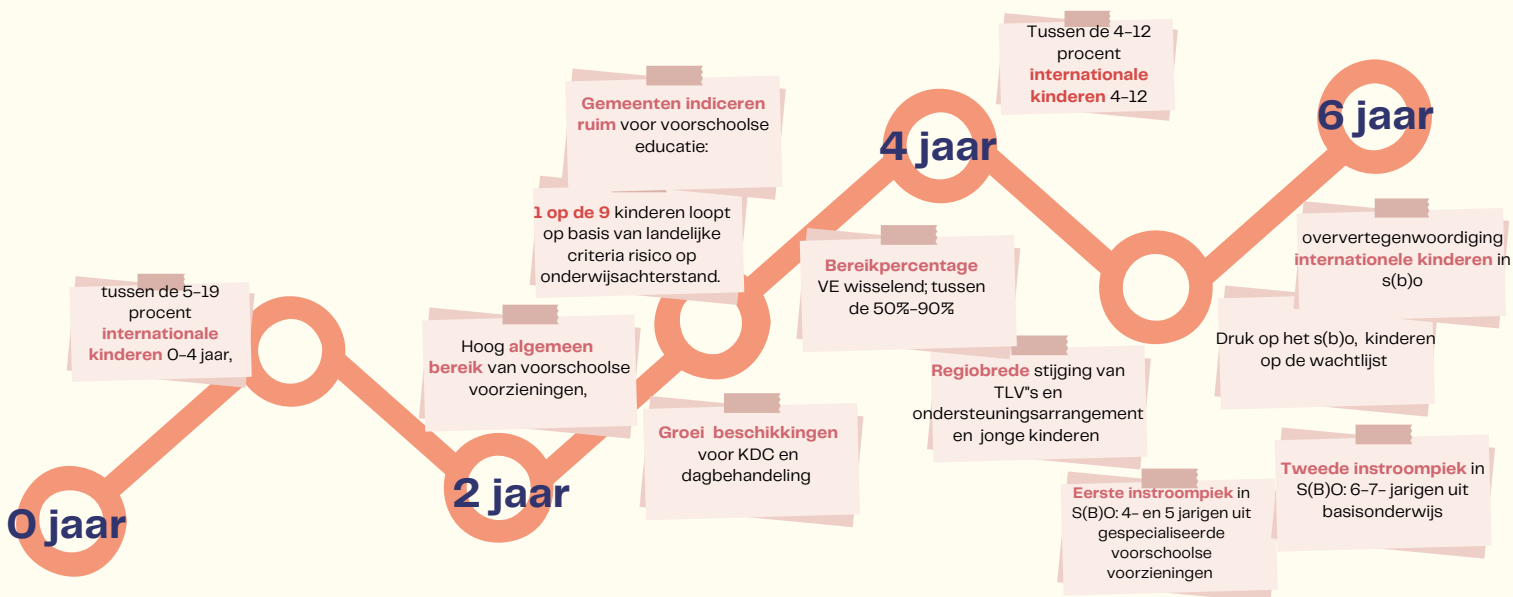 0 jaar
tussen de 5-19
procent
internationale
kinderen 0-4 jaar,
2 jaar
Hoog algemeen
bereik van voorschoolse
voorzieningen,
Gemeenten indiceren
ruim voor voorschoolse
educatie:
1 op de 9 kinderen loopt
op basis van landelijke
criteria risico op
onderwijsachterstand.
Groei beschikkingen
voor KDC en
dagbehandeling
4 jaar
Bereikpercentage
VE wisselend; tussen
de 50%-90%
Tussen de 4-12
procent
internationale
kinderen 4-12
Regiobrede stijging van
TLV"s en
ondersteuningsarrangement
en jonge kinderen
Eerste instroompiek in
S(B)O: 4- en 5 jarigen uit
gespecialiseerde
voorschoolse
voorzieningen
6 jaar
oververtegenwoordiging
internationale kinderen in
s(b)o
Druk op het s(b)o, kinderen
op de wachtlijst
Tweede instroompiek in
S(B)O: 6-7- jarigen uit
basisonderwijs